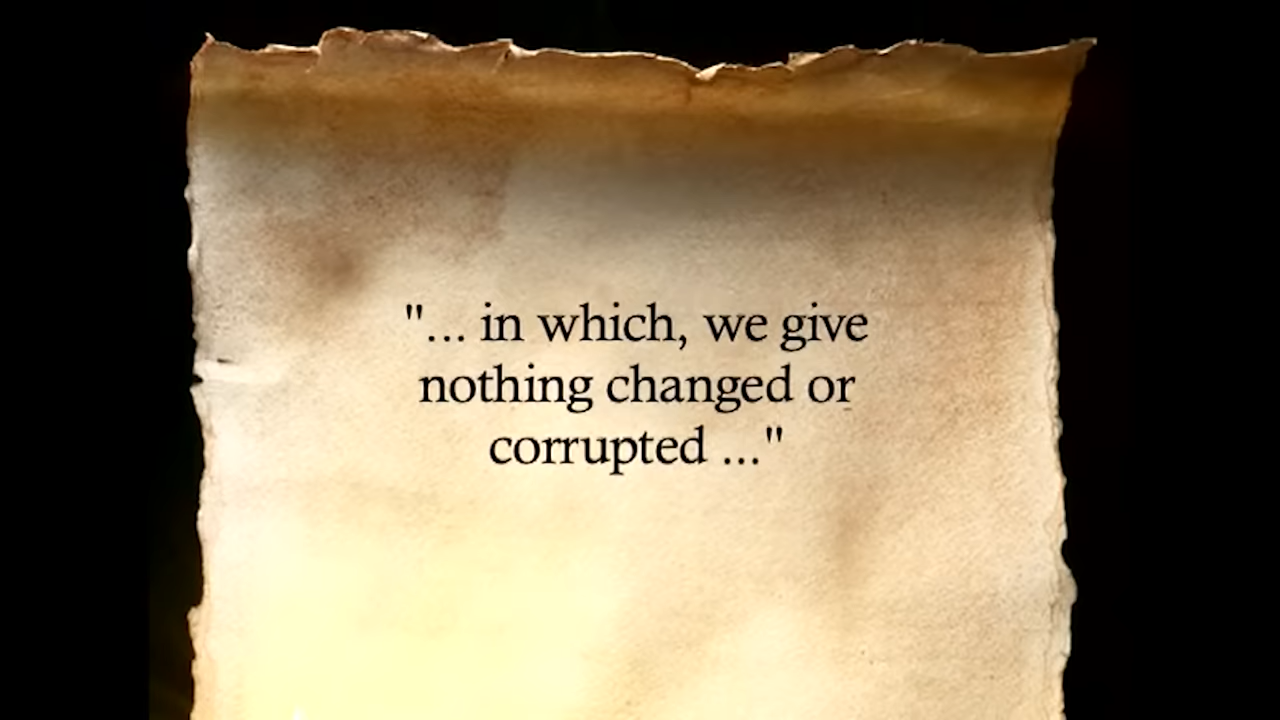 "... in which, we give
nothing changed or
corrupted ..."